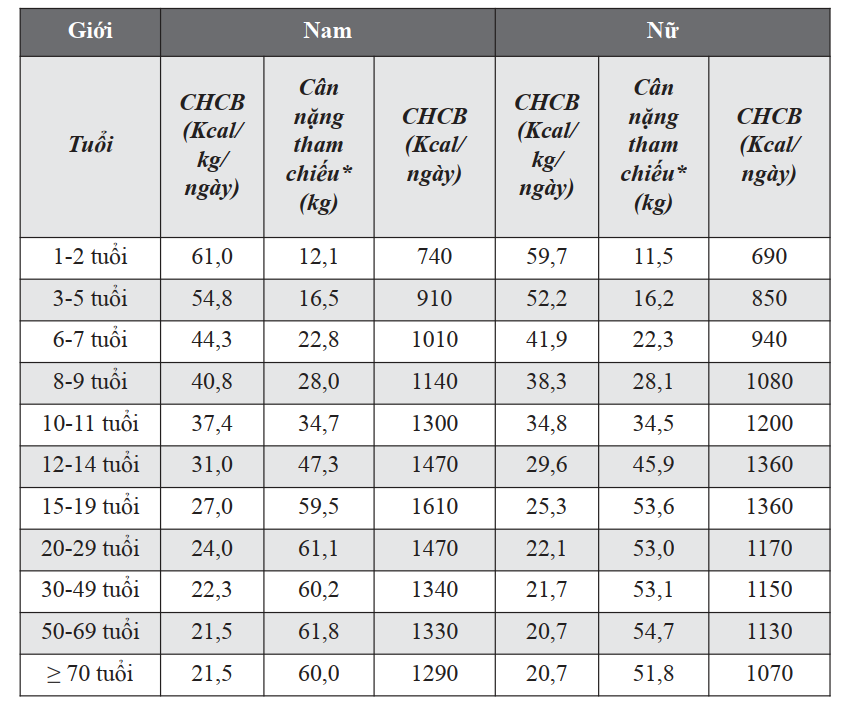 Giới Nam Nữ
Tuổi CHCB (Kcal/ kg/ ngày) Cân nặng tham chiếu* (kg) CHCB (Kcal/ ngày) CHCB (Kcal/ kg/ ngày) Cân nặng tham chiếu* (kg) CHCB (Kcal/ ngày)
1-2 tuổi 61,0 12,1 740 59,7 11,5 690
3-5 tuổi 54,8 16,5 910 52,2 16,2 850
6-7 tuổi 44,3 22,8 1010 41,9 22,3 940
8-9 tuổi 40,8 28,0 1140 38,3 28,1 1080
10-11 tuổi 37,4 34,7 1300 34,8 34,5 1200
12-14 tuổi 31,0 47,3 1470 29,6 45,9 1360
15-19 tuổi 27,0 59,5 1610 25,3 53,6 1360
20-29 tuổi 24,0 61,1 1470 22,1 53,0 1170
30-49 tuổi 22,3 60,2 1340 21,7 53,1 1150
50-69 tuổi 21,5 61,8 1330 20,7 54,7 1130
≥ 70 tuổi 21,5 60,0 1290 20,7 51,8 1070